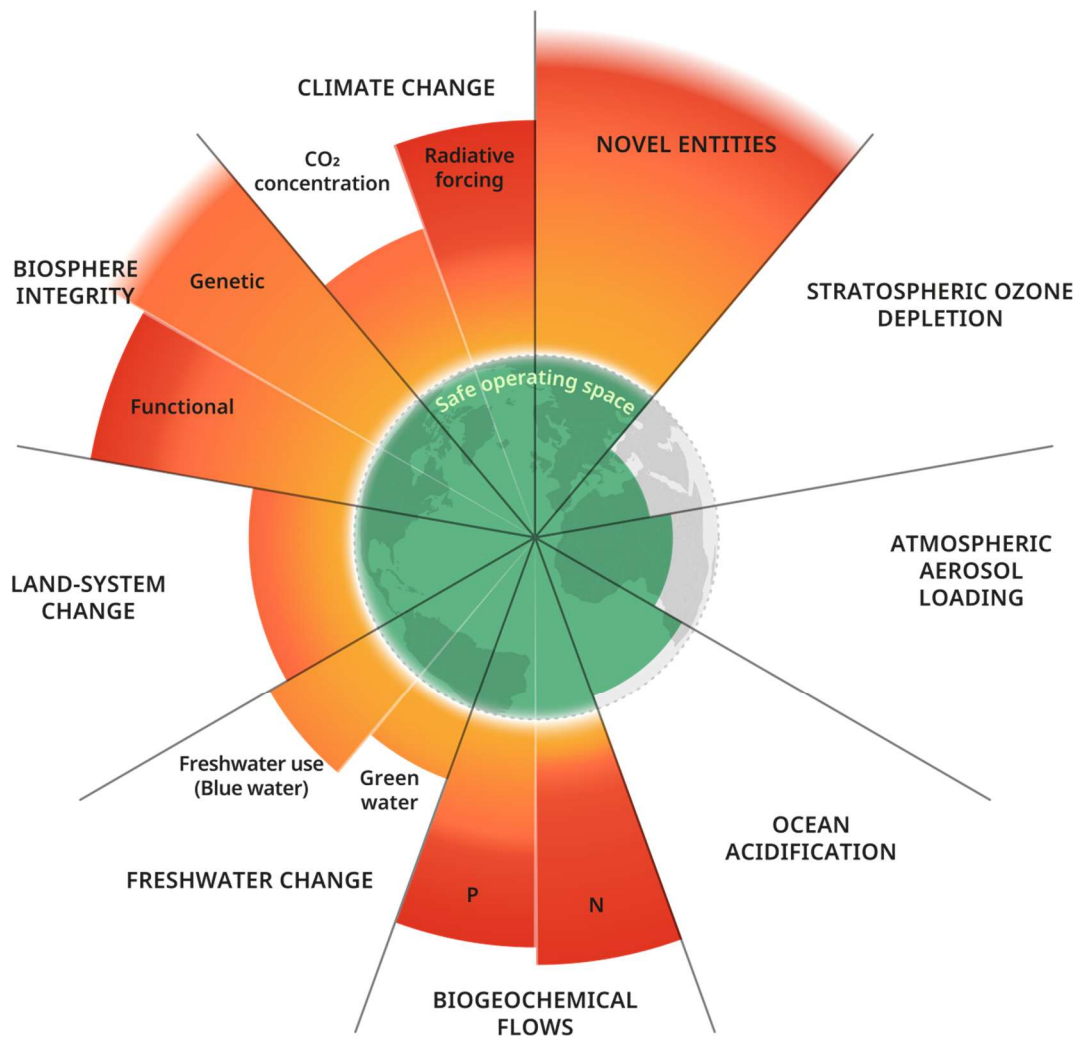 CLIMATE CHANGE
CO₂
concentration
Radiative
forcing
NOVEL ENTITIES
STRATOSPHERIC OZONE
DEPLETION
BIOSPHERE
INTEGRITY
Genetic
Functional
Safe operating space
ATMOSPHERIC
AEROSOL
LOADING
LAND-SYSTEM
CHANGE
Freshwater use
(Blue water)
Green
water
FRESHWATER CHANGE
P
N
OCEAN
ACIDIFICATION
BIOGEOCHEMICAL
FLOWS